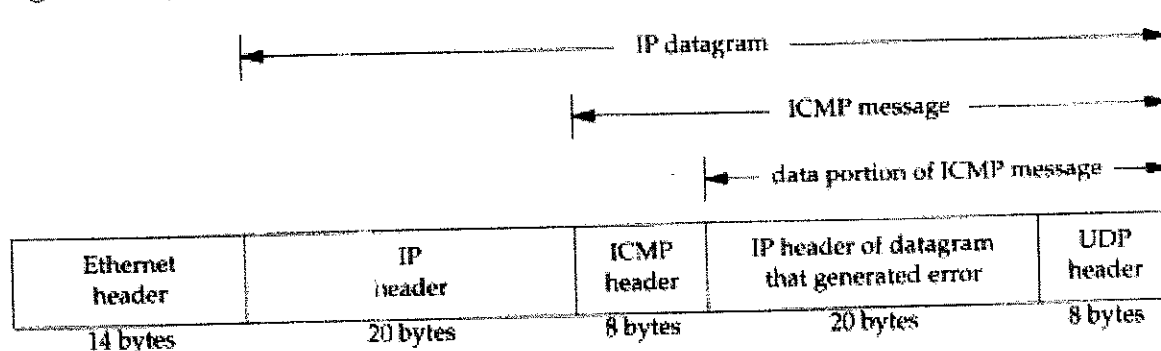 IP datagram
ICMP message
data portion of ICMP message
Ethernet
header
IP
header
ICMP
header
IP header of datagram
that generated error
UDP
header
14 bytes
20 bytes
8 bytes
20 bytes
8 bytes